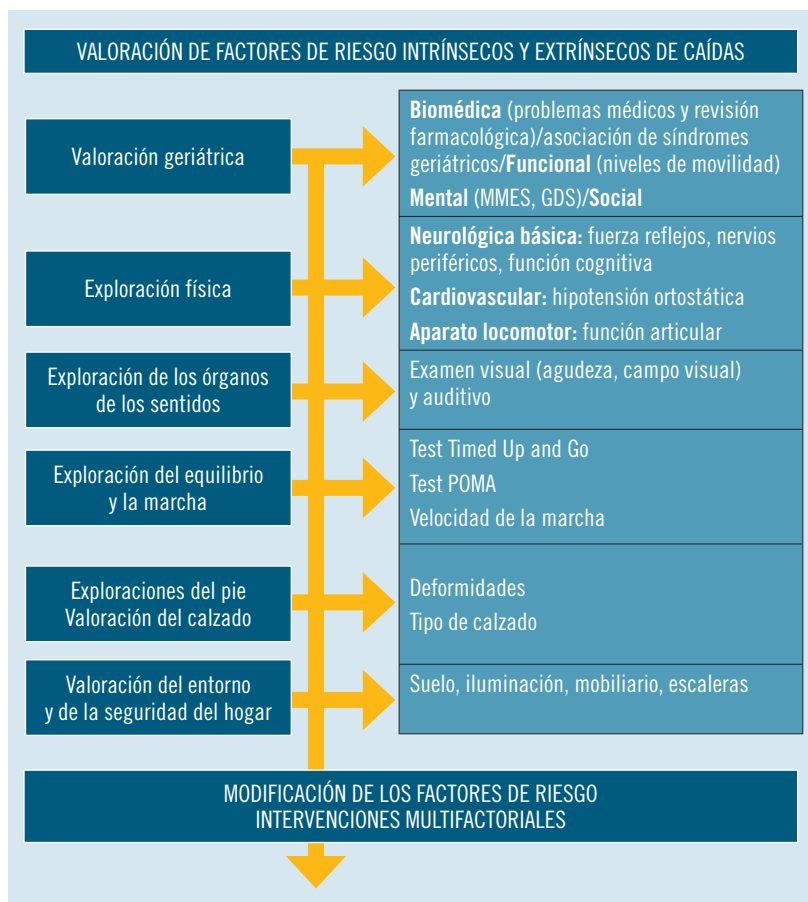 VALORACIÓN DE FACTORES DE RIESGO INTRÍNSECOS Y EXTRÍNSECOS DE CAÍDAS
Valoración geriátrica
Biomédica (problemas médicos y revisión
farmacológica)/asociación de síndromes
geriátricos/Funcional (niveles de movilidad)
Mental (MMES, GDS)/Social
Exploración física
Neurológica básica: fuerza reflejos, nervios
periféricos, función cognitiva
Cardiovascular: hipotensión ortostática
Aparato locomotor: función articular
Exploración de los órganos
de los sentidos
Examen visual (agudeza, campo visual)
y auditivo
Exploración del equilibrio
y la marcha
Test Timed Up and Go
Test POMA
Velocidad de la marcha
Exploraciones del pie
Valoración del calzado
Deformidades
Tipo de calzado
Valoración del entorno
y de la seguridad del hogar
Suelo, iluminación, mobiliario, escaleras
MODIFICACIÓN DE LOS FACTORES DE RIESGO
INTERVENCIONES MULTIFACTORIALES